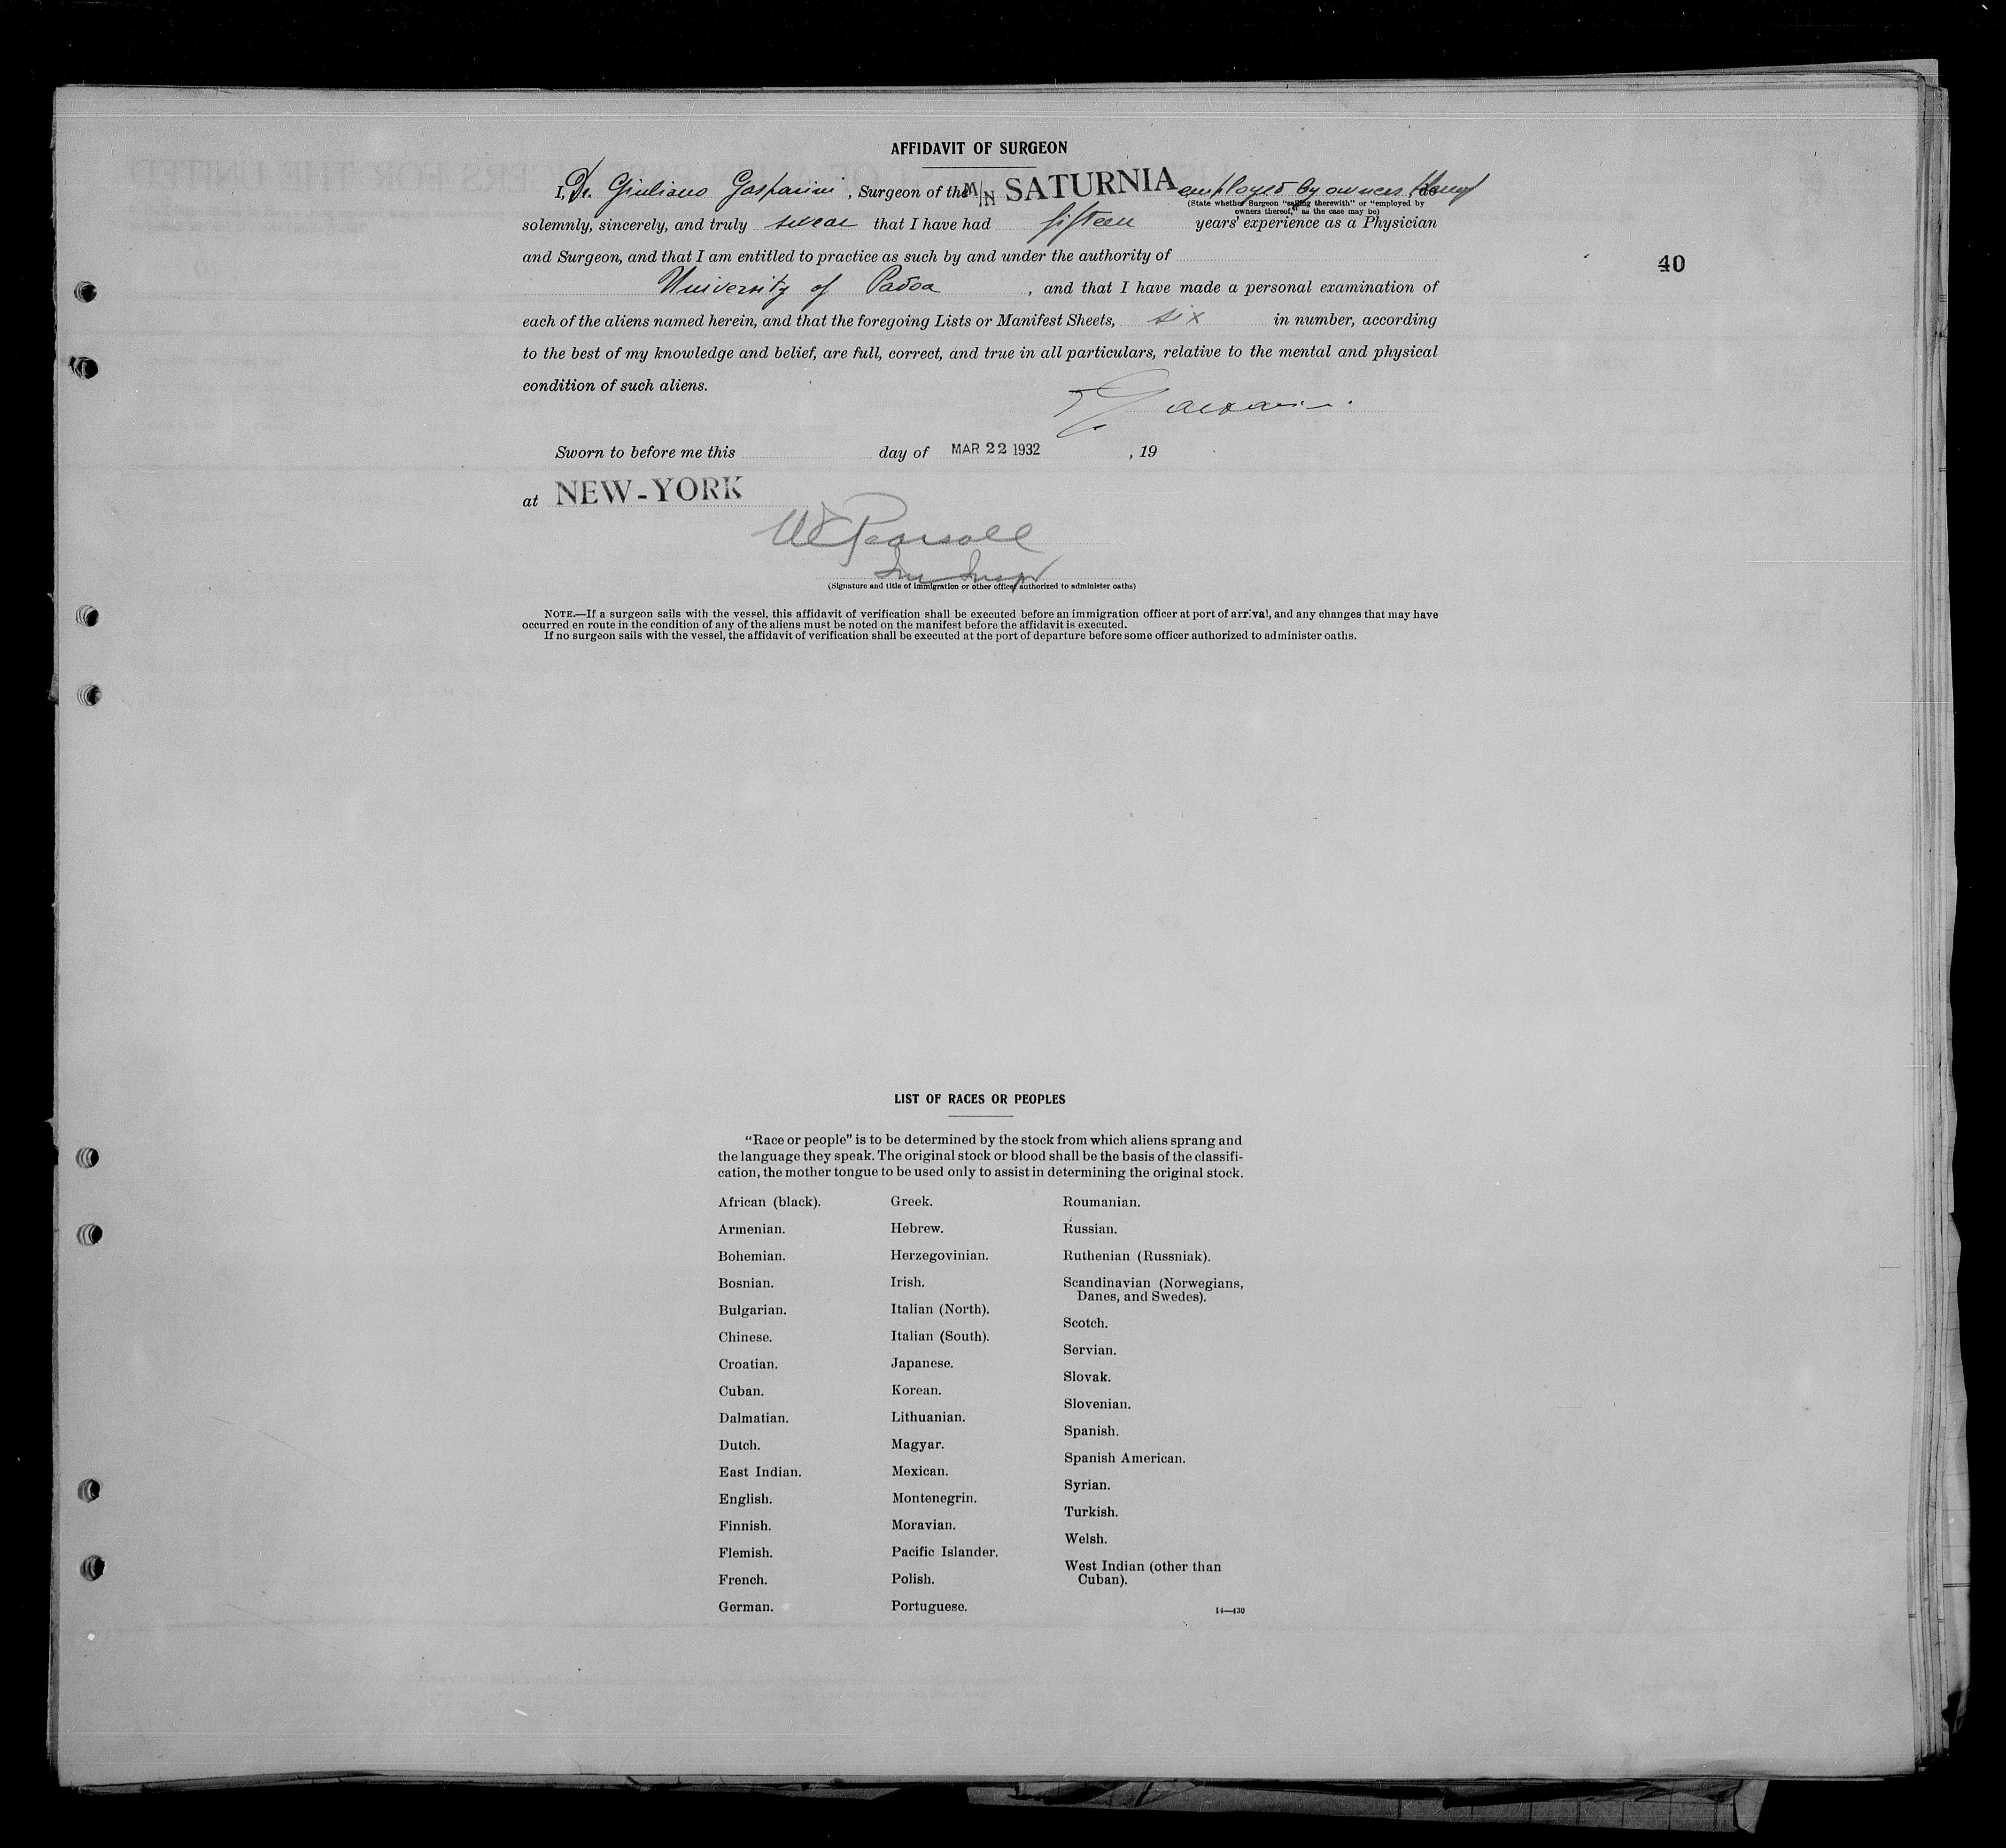 AFFIDAVIT OF SURGEON
I, Dr. Giuliano Gasparini, Surgeon of the M/N SATURNIA employed by owners thereof, do
(State whether Surgeon "sailing therewith" or "employed by
owners thereof," as the case may be)
solemnly, sincerely, and truly swear that I have had fifteen years' experience as a Physician
and Surgeon, and that I am entitled to practice as such by and under the authority of
University of Padoa, and that I have made a personal examination of
40
each of the aliens named herein, and that the foregoing Lists or Manifest Sheets, six in number, according
to the best of my knowledge and belief, are full, correct, and true in all particulars, relative to the mental and physical
condition of such aliens.
Sworn to before me this day of MAR 22 1932, 19
at NEW-YORK
W Pearsall
Imm Inspr
(Signature and title of immigration or other officer authorized to administer oaths)
NOTE.—If a surgeon sails with the vessel, this affidavit of verification shall be executed before an immigration officer at port of arrival, and any changes that may have
occurred en route in the condition of any of the aliens must be noted on the manifest before the affidavit is executed.
If no surgeon sails with the vessel, the affidavit of verification shall be executed at the port of departure before some officer authorized to administer oaths.
LIST OF RACES OR PEOPLES
"Race or people" is to be determined by the stock from which aliens sprang and
the language they speak. The original stock or blood shall be the basis of the classifi-
cation, the mother tongue to be used only to assist in determining the original stock.
African (black).
Armenian.
Bohemian.
Bosnian.
Bulgarian.
Chinese.
Croatian.
Cuban.
Dalmatian.
Dutch.
East Indian.
English.
Finnish.
Flemish.
French.
German.
Greek.
Hebrew.
Herzegovinian.
Irish.
Italian (North).
Italian (South).
Japanese.
Korean.
Lithuanian.
Magyar.
Mexican.
Montenegrin.
Moravian.
Pacific Islander.
Polish.
Portuguese.
Roumanian.
Russian.
Ruthenian (Russniak).
Scandinavian (Norwegians,
Danes, and Swedes).
Scotch.
Servian.
Slovak.
Slovenian.
Spanish.
Spanish American.
Syrian.
Turkish.
Welsh.
West Indian (other than
Cuban).
14—430